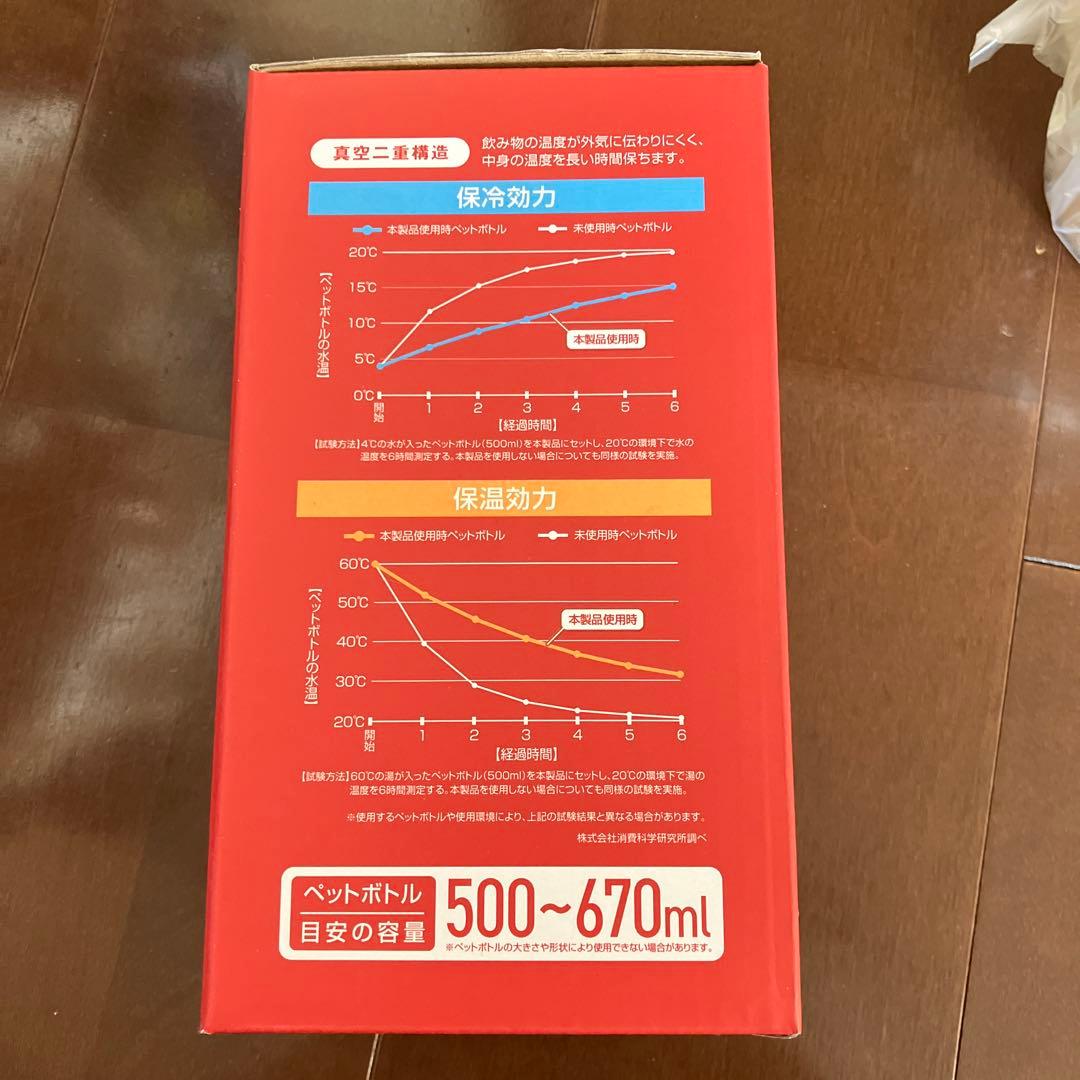 真空二重構造
飲み物の温度が外気に伝わりにくく、
中身の温度を長い時間保ちます。
保冷効力
本製品使用時ペットボトル 未使用時ペットボトル
【ペットボトルの水温】
20℃
15℃
10℃
5℃
0℃
本製品使用時
開始 1 2 3 4 5 6
【経過時間】
【試験方法】4℃の水が入ったペットボトル(500ml)を本製品にセットし、20℃の環境下で水の
温度を6時間測定する。本製品を使用しない場合についても同様の試験を実施。
保温効力
本製品使用時ペットボトル 未使用時ペットボトル
【ペットボトルの水温】
60℃
50℃
40℃
30℃
20℃
本製品使用時
開始 1 2 3 4 5 6
【経過時間】
【試験方法】60℃の湯が入ったペットボトル(500ml)を本製品にセットし、20℃の環境下で湯の
温度を6時間測定する。本製品を使用しない場合についても同様の試験を実施。
※使用するペットボトルや使用環境により、上記の試験結果と異なる場合があります。
株式会社消費科学研究所調べ
ペットボトル
目安の容量
500～670ml
※ペットボトルの大きさや形状により使用できない場合があります。